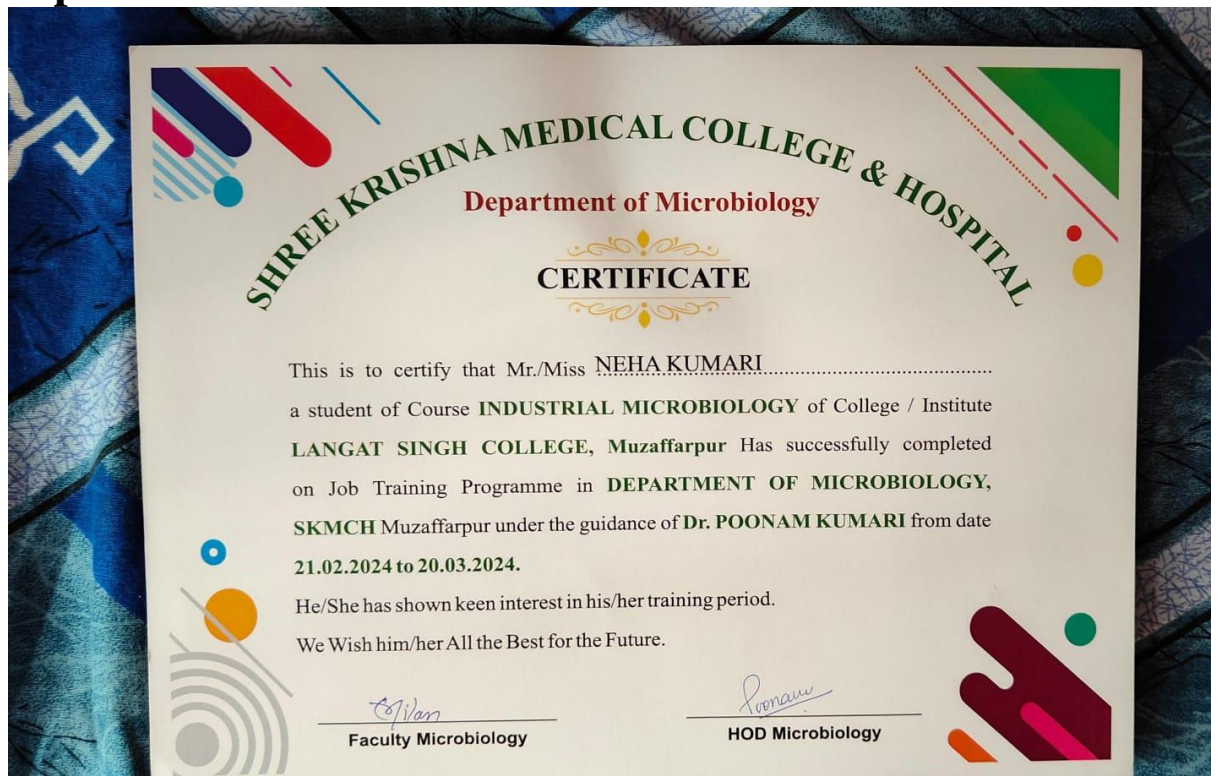 SHREE KRISHNA MEDICAL COLLEGE & HOSPITAL
Department of Microbiology
CERTIFICATE
This is to certify that Mr./Miss NEHA KUMARI
a student of Course INDUSTRIAL MICROBIOLOGY of College / Institute
LANGAT SINGH COLLEGE, Muzaffarpur Has successfully completed
on Job Training Programme in DEPARTMENT OF MICROBIOLOGY,
SKMCH Muzaffarpur under the guidance of Dr. POONAM KUMARI from date
21.02.2024 to 20.03.2024.
He/She has shown keen interest in his/her training period.
We Wish him/her All the Best for the Future.
Poonam
Faculty Microbiology
HOD Microbiology